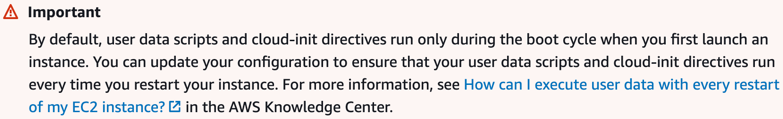 Important
By default, user data scripts and cloud-init directives run only during the boot cycle when you first launch an
instance. You can update your configuration to ensure that your user data scripts and cloud-init directives run
every time you restart your instance. For more information, see How can I execute user data with every restart
of my EC2 instance? in the AWS Knowledge Center.